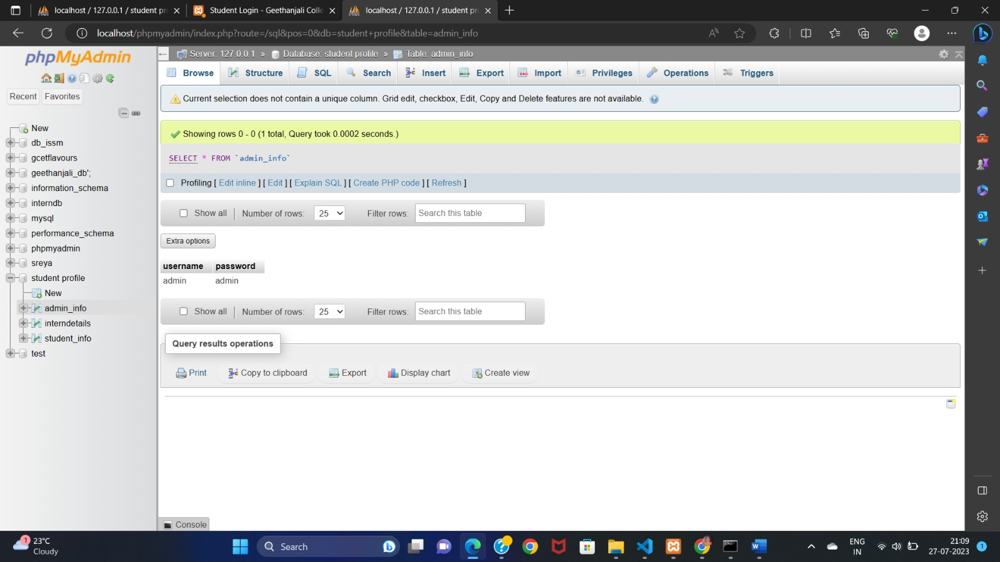 localhost / 127.0.0.1 / student pr
Student Login - Geethanjali Colle
localhost / 127.0.0.1 / student pr
localhost/phpmyadmin/index.php?route=/sql&pos=0&db=student+profile&table=admin_info
phpMyAdmin
Recent
Favorites
New
db_issm
gcetflavours
geethanjali_db';
information_schema
interndb
mysql
performance_schema
phpmyadmin
sreya
student profile
New
admin_info
interndetails
student_info
test
Server: 127.0.0.1 » Database: student profile » Table: admin_info
Browse Structure SQL Search Insert Export Import Privileges Operations Triggers
Current selection does not contain a unique column. Grid edit, checkbox, Edit, Copy and Delete features are not available.
Showing rows 0 - 0 (1 total, Query took 0.0002 seconds.)
SELECT * FROM `admin_info`
Profiling [ Edit inline ] [ Edit ] [ Explain SQL ] [ Create PHP code ] [ Refresh ]
Show all Number of rows: 25 Filter rows: Search this table
Extra options
username password
admin admin
Show all Number of rows: 25 Filter rows: Search this table
Query results operations
Print Copy to clipboard Export Display chart Create view
Console
1
23°C
Cloudy
Search
ENG
IN
21:09
27-07-2023
1